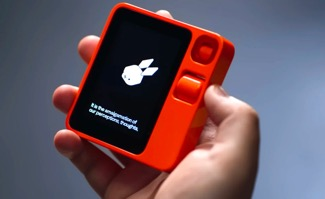 It is the amalgamation of
our perceptions, thoughts,